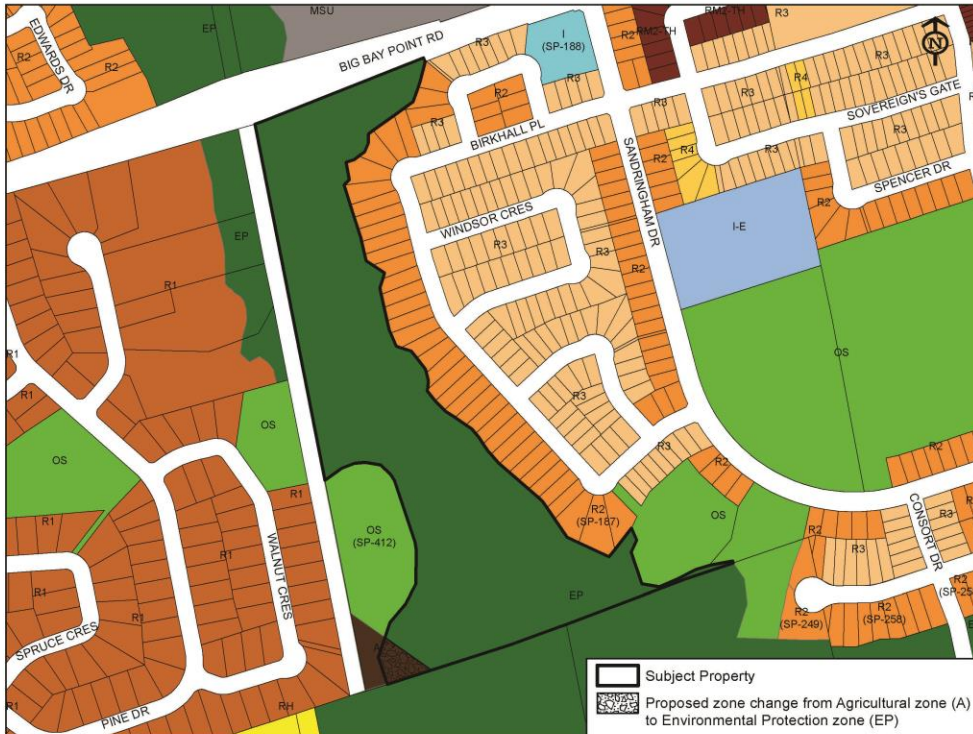 MSU
EP
R3
I
(SP-188)
R2
RM2-TH
RM2-TH
R3
N
EDWARDS DR
R2
R2
BIG BAY POINT RD
R3
R2
R3
R3
R3
R4
R3
SOVEREIGN'S GATE
R3
BIRKHALL PL
R2
R4
R3
R2
SPENCER DR
SANDRINGHAM DR
I-E
EP
WINDSOR CRES
R3
R3
R2
R1
OS
R1
R1
OS
OS
R3
R3
R2
R2
R1
R1
OS
(SP-412)
R2
(SP-187)
OS
R2
R3
CONSORT DR
R3
R2
R1
WALNUT CRES
R1
R1
SPRUCE CRES
EP
A
R2
(SP-249)
R2
(SP-258)
R1
PINE DR
RH
Subject Property
Proposed zone change from Agricultural zone (A)
to Environmental Protection zone (EP)